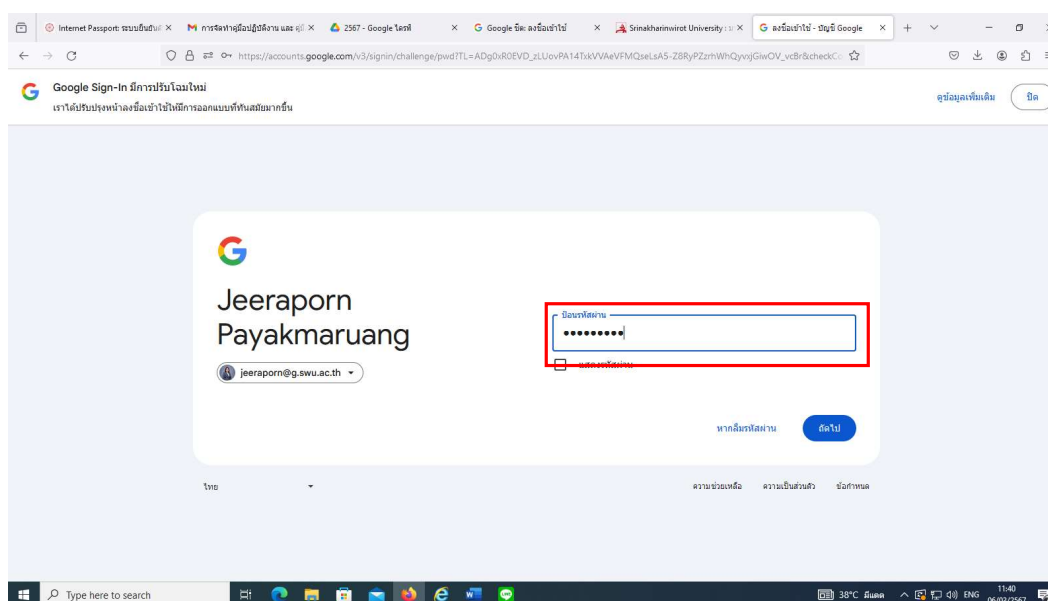 Internet Passport: ระบบยืนยันตัว
การจัดทำคู่มือปฏิบัติงาน และ คู่มื
2567 - Google ไดรฟ์
Google ชีต: ลงชื่อเข้าใช้
Srinakharinwirot University : บ
ลงชื่อเข้าใช้ - บัญชี Google
https://accounts.google.com/v3/signin/challenge/pwd?TL=
Google Sign-In มีการปรับโฉมใหม่
เราได้ปรับปรุงหน้าลงชื่อเข้าใช้ให้มีการออกแบบที่ทันสมัยมากขึ้น
ดูข้อมูลเพิ่มเติม
ปิด
Jeeraporn
Payakmaruang
jeeraporn@g.swu.ac.th
ป้อนรหัสผ่าน
•••••••••
แสดงรหัสผ่าน
หากลืมรหัสผ่าน
ถัดไป
ไทย
ความช่วยเหลือ
ความเป็นส่วนตัว
ข้อกำหนด
Type here to search
38°C มีแดด
ENG
11:40
06/03/2567